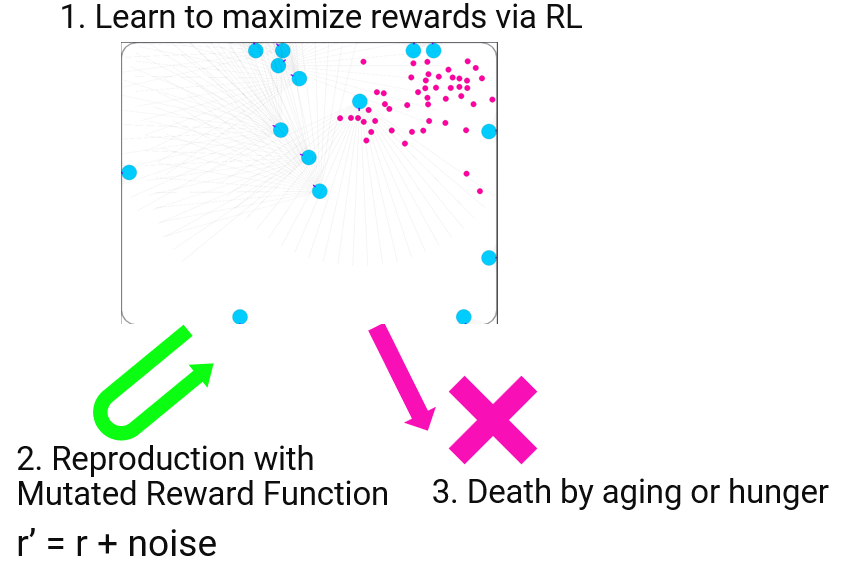 1. Learn to maximize rewards via RL
2. Reproduction with
Mutated Reward Function
r’ = r + noise
3. Death by aging or hunger